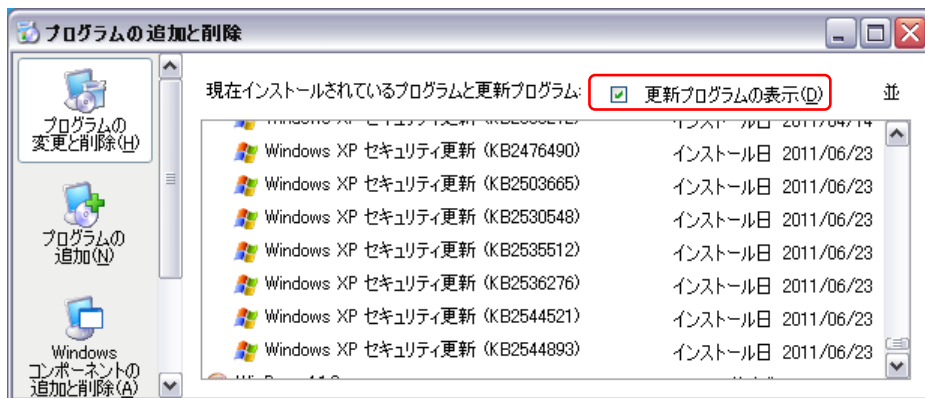 プログラムの追加と削除
プログラムの
変更と削除(H)
プログラムの
追加(N)
Windows
コンポーネントの
追加と削除(A)
現在インストールされているプログラムと更新プログラム:
更新プログラムの表示(D)
並
インストール日 2011/04/14
Windows XP セキュリティ更新 (KB2476490) インストール日 2011/06/23
Windows XP セキュリティ更新 (KB2503665) インストール日 2011/06/23
Windows XP セキュリティ更新 (KB2530548) インストール日 2011/06/23
Windows XP セキュリティ更新 (KB2535512) インストール日 2011/06/23
Windows XP セキュリティ更新 (KB2536276) インストール日 2011/06/23
Windows XP セキュリティ更新 (KB2544521) インストール日 2011/06/23
Windows XP セキュリティ更新 (KB2544893) インストール日 2011/06/23